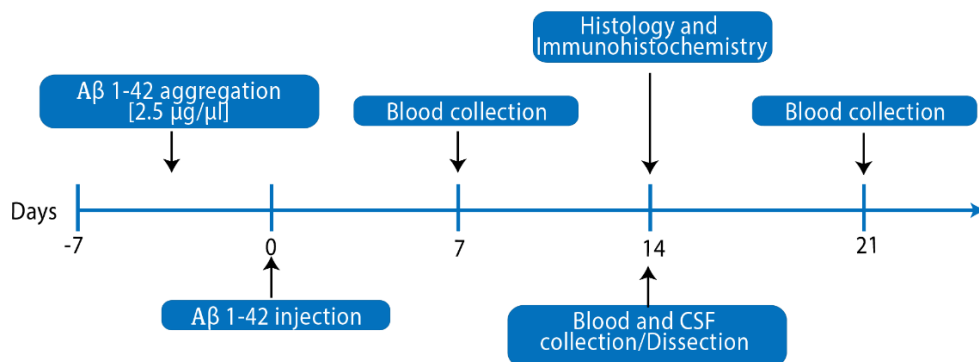 Histology and
Immunohistochemistry
Aβ 1-42 aggregation
[2.5 µg/µl]
Blood collection
Blood collection
Days
-7
0
7
14
21
Aβ 1-42 injection
Blood and CSF
collection/Dissection